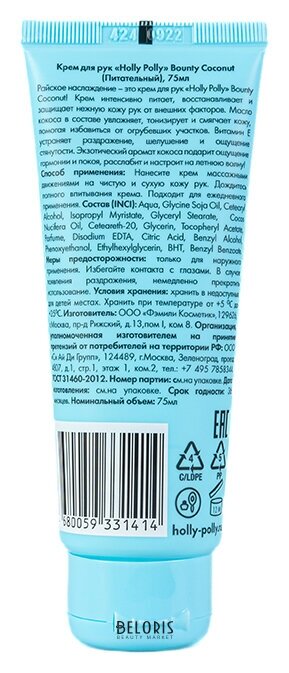 424 0922
Крем для рук «Holly Polly» Bounty Coconut
(Питательный), 75мл
Райское наслаждение – это крем для рук «Holly Polly» Bounty
Coconut! Крем интенсивно питает, восстанавливает и
защищает нежную кожу рук от внешних факторов. Масло
кокоса в составе увлажняет, тонизирует и смягчает кожу,
помогая избавиться от огрубевших участков. Витамин Е
устраняет раздражение, шелушение и ощущение
стянутости. Экзотический аромат кокоса подарит ощущение
гармонии и покоя, расслабит и настроит на летнюю волну!
Способ применения: Нанесите крем массажными
движениями на чистую и сухую кожу рук. Дождитесь
полного впитывания крема. Подходит для ежедневного
применения. Состав (INCI): Aqua, Glycine Soja Oil, Cetearyl
Alcohol, Isopropyl Myristate, Glyceryl Stearate, Cocos
Nucifera Oil, Ceteareth-20, Glycerin, Tocopheryl Acetate,
Parfume, Disodium EDTA, Citric Acid, Benzyl Alcohol,
Phenoxyethanol, Ethylhexylglycerin, BHT, Benzyl Benzoate.
Меры предосторожности: только для наружного
применения. Избегайте контакта с глазами. В случае
появления раздражения, немедленно прекратите
использование. Условия хранения: хранить в недоступном
для детей местах. Хранить при температуре от +5 до
+25°С. Изготовитель: ООО «Фэмили Косметик», 129626,
г.Москва, пр-д Рижский, д.13, пом I, ком 8. Организация,
уполномоченная изготовителем на принятие
претензий от потребителей на территории РФ: ООО
«Си Ай Ди Групп», 124489, г.Москва, Зеленоград, проезд
4807, д.1, стр.1, этаж 1, ком.2, тел.: +7 495 7858344.
ГОСТ31460-2012. Номер партии: см.на упаковке. Дата
изготовления: см.на упаковке. Срок годности: 36
месяцев. Номинальный объем: 75мл
EAC
4 5
C/LDPE PP
12 M
680059 331414
holly-polly.ru
BELORIS
BEAUTY MARKET